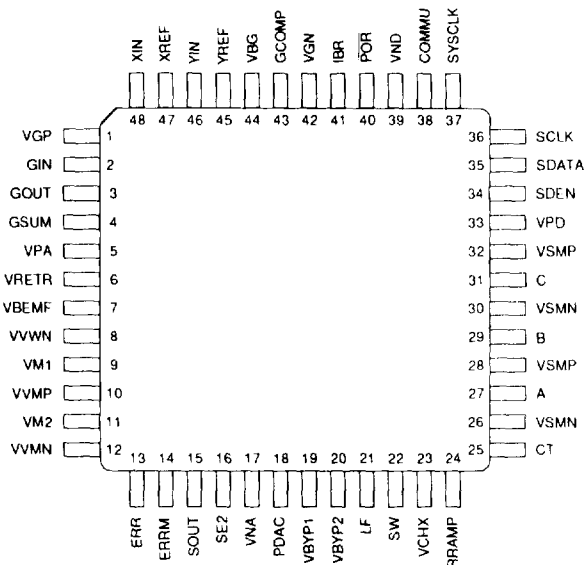 XIN XREF YIN YREF VBG GCOMP VGN IBR POR VND COMMU SYSCLK
48 47 46 45 44 43 42 41 40 39 38 37
VGP 1 36 SCLK
GIN 2 35 SDATA
GOUT 3 34 SDEN
GSUM 4 33 VPD
VPA 5 32 VSMP
VRETR 6 31 C
VBEMF 7 30 VSMN
VVWN 8 29 B
VM1 9 28 VSMP
VVMP 10 27 A
VM2 11 26 VSMN
VVMN 12 25 CT
13 14 15 16 17 18 19 20 21 22 23 24
ERR ERRM SOUT SE2 VNA PDAC VBYP1 VBYP2 LF SW VCHX RRAMP